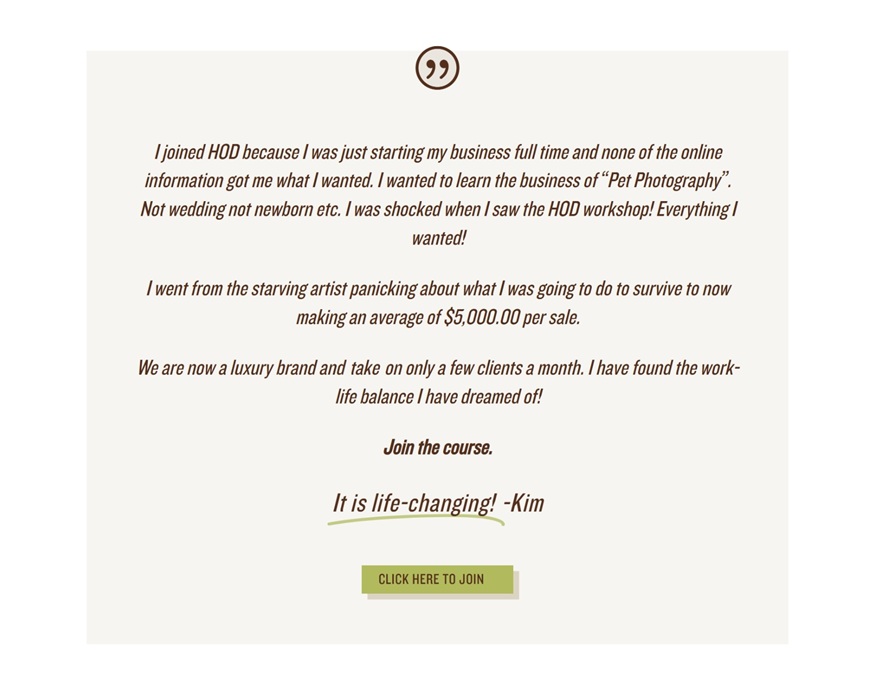 ”
I joined HOD because I was just starting my business full time and none of the online
information got me what I wanted. I wanted to learn the business of “Pet Photography”.
Not wedding not newborn etc. I was shocked when I saw the HOD workshop! Everything I
wanted!
I went from the starving artist panicking about what I was going to do to survive to now
making an average of $5,000.00 per sale.
We are now a luxury brand and take on only a few clients a month. I have found the work-
life balance I have dreamed of!
Join the course.
It is life-changing! -Kim
CLICK HERE TO JOIN